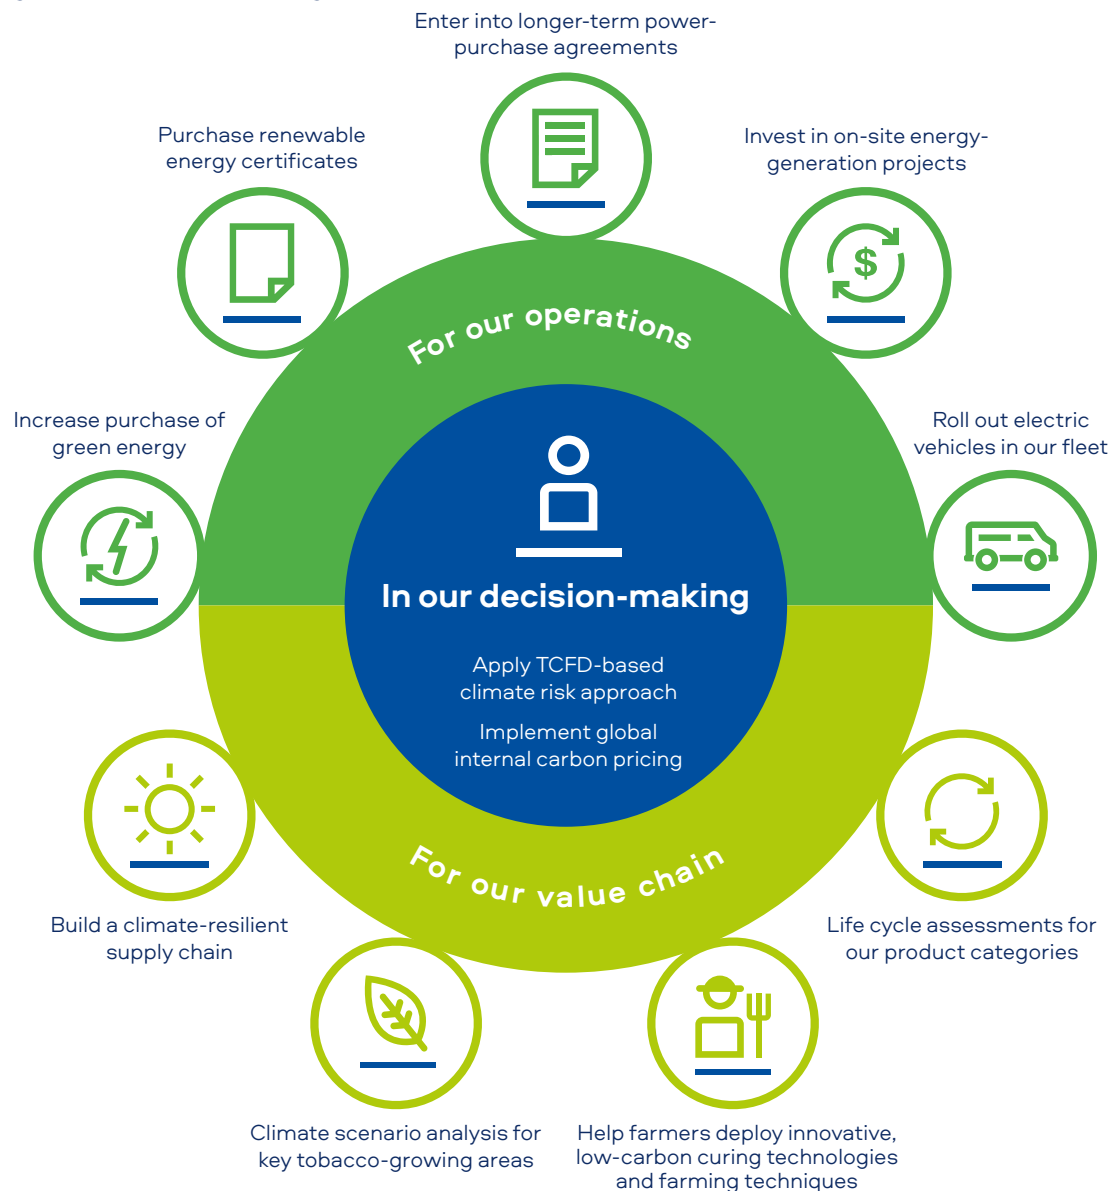 Enter into longer-term power-
purchase agreements
Purchase renewable
energy certificates
Invest in on-site energy-
generation projects
$
For our operations
Increase purchase of
green energy
Roll out electric
vehicles in our fleet
In our decision-making
Apply TCFD-based
climate risk approach
Implement global
internal carbon pricing
For our value chain
Build a climate-resilient
supply chain
Life cycle assessments for
our product categories
Climate scenario analysis for
key tobacco-growing areas
Help farmers deploy innovative,
low-carbon curing technologies
and farming techniques